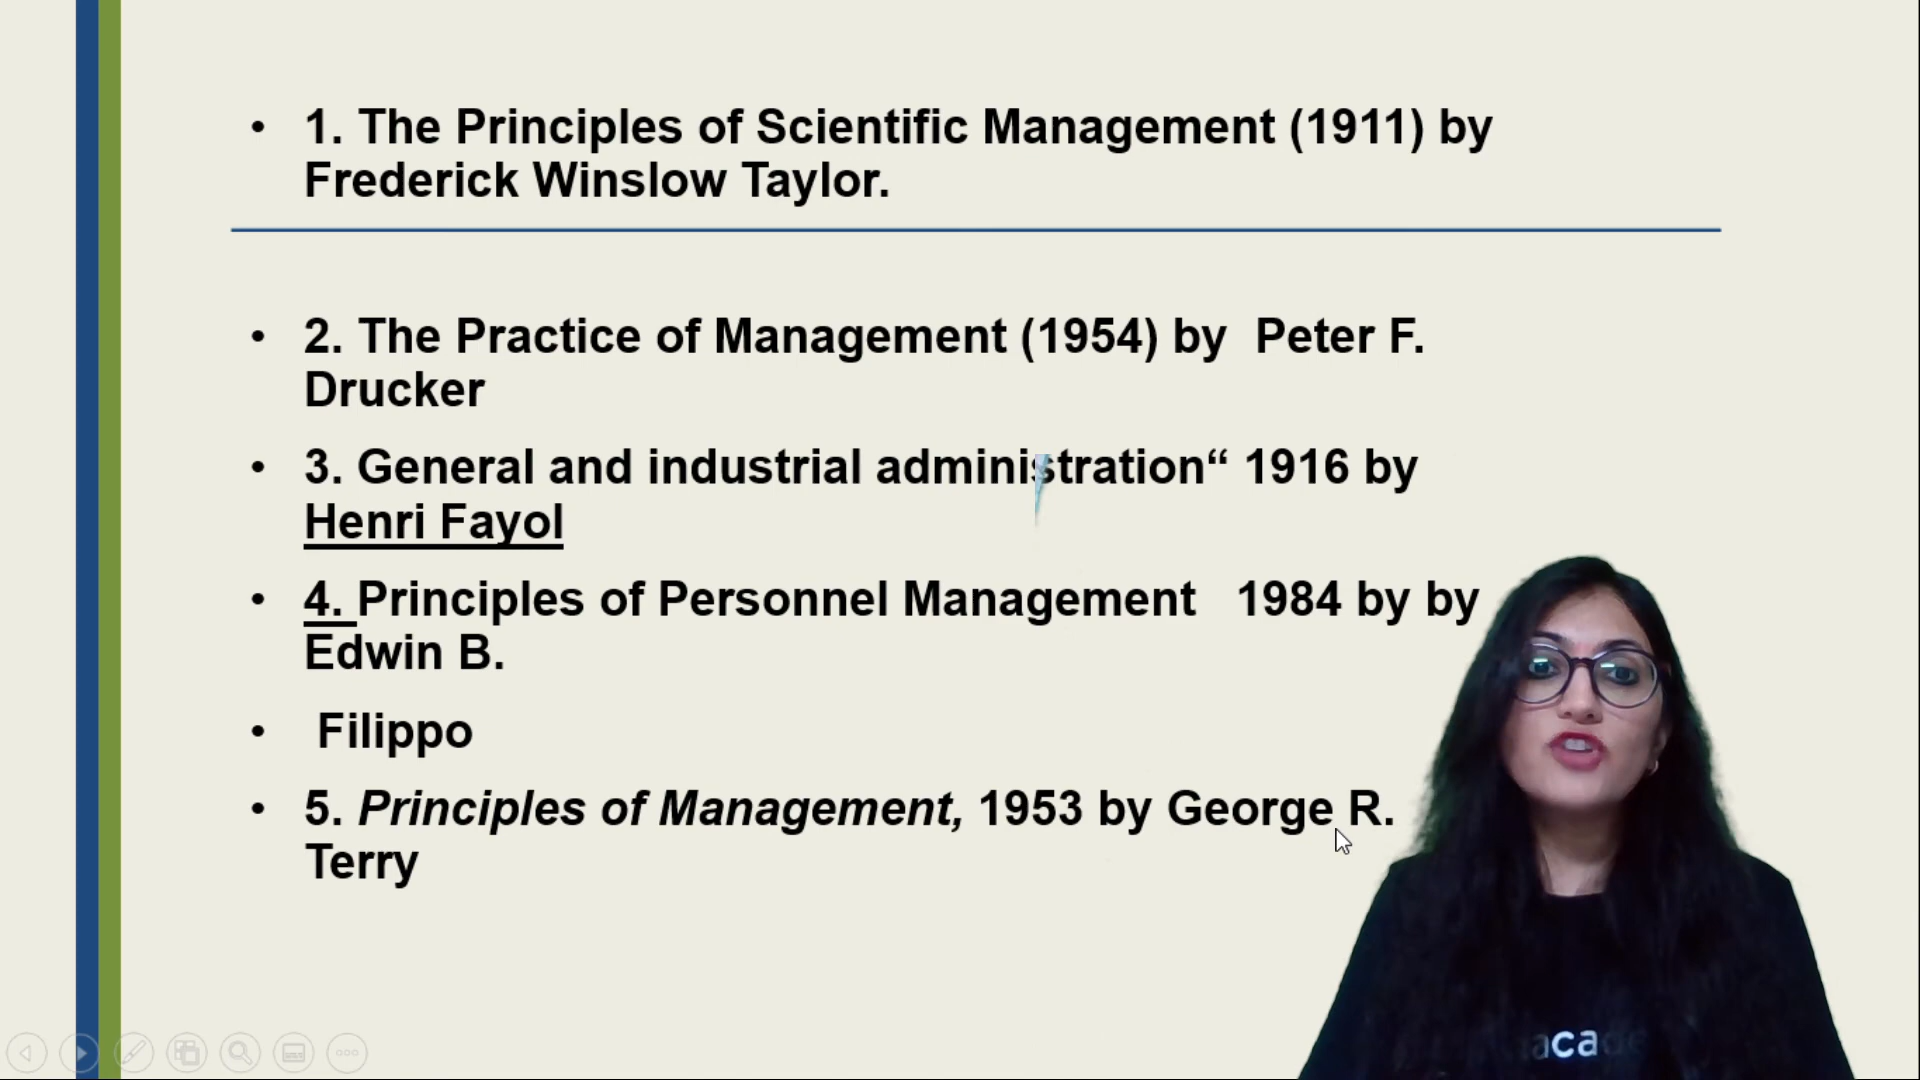 • 1. The Principles of Scientific Management (1911) by
Frederick Winslow Taylor.
• 2. The Practice of Management (1954) by  Peter F.
Drucker
• 3. General and industrial administration“ 1916 by
Henri Fayol
• 4. Principles of Personnel Management   1984 by by
Edwin B.
•  Filippo
• 5. Principles of Management, 1953 by George R.
Terry